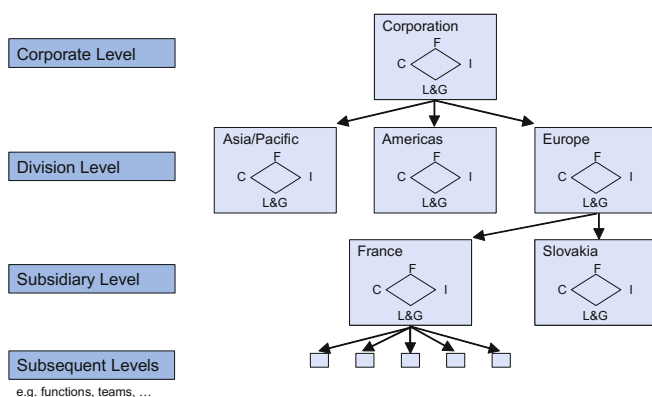 Corporation
F
Corporate Level
C I
L&G
Asia/Pacific Americas Europe
F F F
Division Level
C I C I C I
L&G L&G L&G
France Slovakia
F F
Subsidiary Level
C I C I
L&G L&G
Subsequent Levels
e.g. functions, teams, …